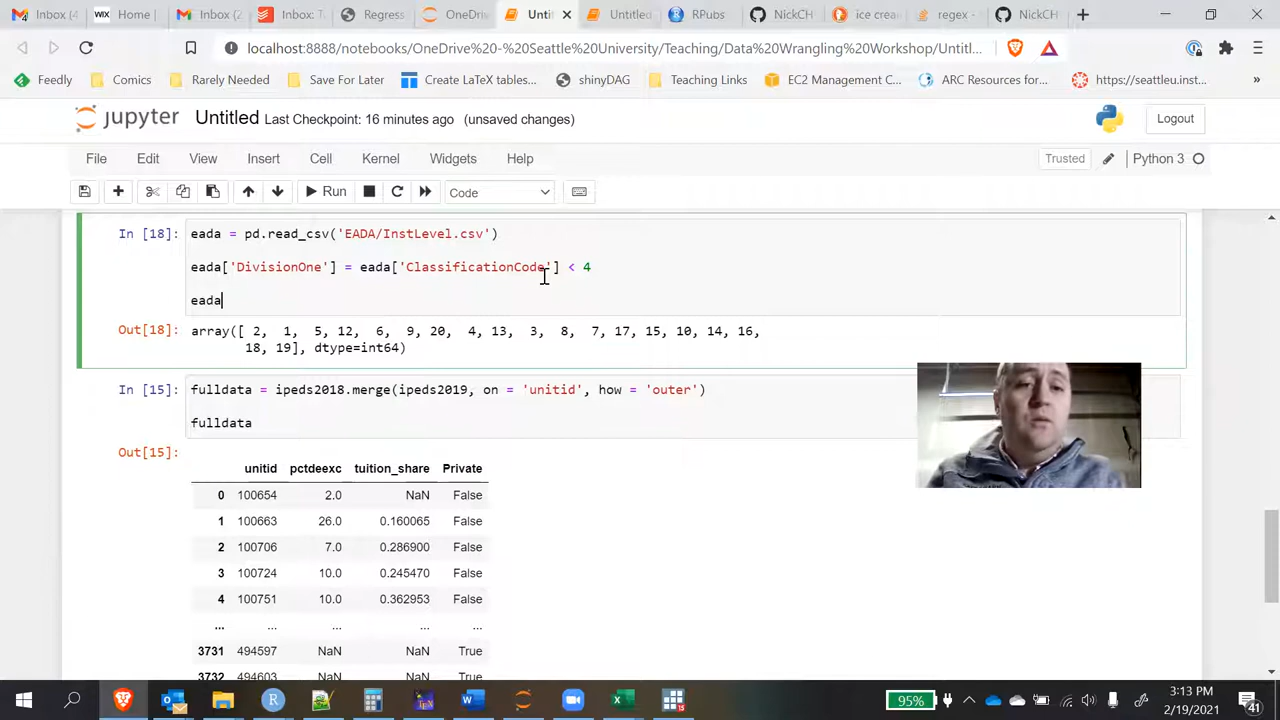 Inbox (4
WIX Home |
Inbox (2
Inbox: T
Regress
OneDriv
Untit
Untitled
RPubs
NickCH
ice crea
regex -
NickCH
localhost:8888/notebooks/OneDrive%20-%20Seattle%20University/Teaching/Data%20Wrangling%20Workshop/Untitl...
Feedly
Comics
Rarely Needed
Save For Later
Create LaTeX tables...
shinyDAG
Teaching Links
EC2 Management C...
ARC Resources for...
https://seattleu.inst...
»
jupyter Untitled Last Checkpoint: 16 minutes ago (unsaved changes)
Logout
File Edit View Insert Cell Kernel Widgets Help
Trusted
Python 3
Run
Code
In [18]: eada = pd.read_csv('EADA/InstLevel.csv')
eada['DivisionOne'] = eada['ClassificationCode'] < 4
eada
Out[18]: array([ 2, 1, 5, 12, 6, 9, 20, 4, 13, 3, 8, 7, 17, 15, 10, 14, 16,
18, 19], dtype=int64)
In [15]: fulldata = ipeds2018.merge(ipeds2019, on = 'unitid', how = 'outer')
fulldata
Out[15]:
unitid pctdeexc tuition_share Private
0 100654 2.0 NaN False
1 100663 26.0 0.160065 False
2 100706 7.0 0.286900 False
3 100724 10.0 0.245470 False
4 100751 10.0 0.362953 False
... ... ... ... ...
3731 494597 NaN NaN True
3732 494603 NaN NaN True
95%
3:13 PM
2/19/2021
41